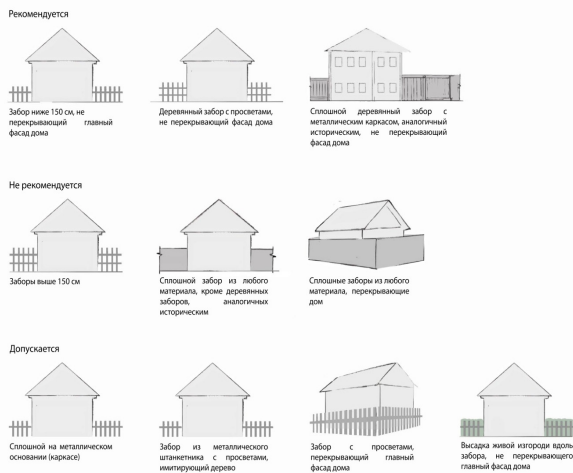 Рекомендуется
Забор ниже 150 см, не
перекрывающий главный
фасад дома
Деревянный забор с просветами,
не перекрывающий фасад дома
Сплошной деревянный забор с
металлическим каркасом, аналогичный
историческим, не перекрывающий
фасад дома
Не рекомендуется
Заборы выше 150 см
Сплошной забор из любого
материала, кроме деревянных
заборов, аналогичных
историческим
Сплошные заборы из любого
материала, перекрывающие
дом
Допускается
Сплошной на металлическом
основании (каркасе)
Забор из металлического
штанкетника с просветами,
имитирующий дерево
Забор с просветами,
перекрывающий главный
фасад дома
Высадка живой изгороди вдоль
забора, не перекрывающего
главный фасад дома